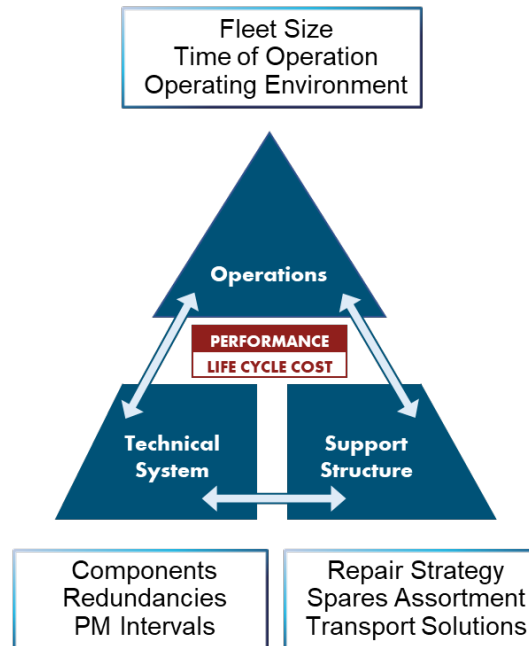 Fleet Size
Time of Operation
Operating Environment
Operations
PERFORMANCE
LIFE CYCLE COST
Technical
System
Support
Structure
Components
Redundancies
PM Intervals
Repair Strategy
Spares Assortment
Transport Solutions